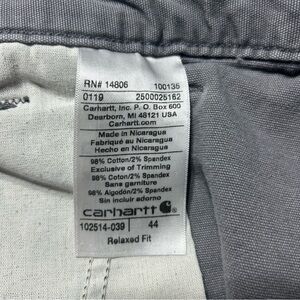 RN# 14806 100135
0119 2500025162
Carhartt, Inc. P.O. Box 600
Dearborn, MI 48121 USA
Carhartt.com
Made in Nicaragua
Fabriqué au Nicaragua
Hecho en Nicaragua
98% Cotton/2% Spandex
Exclusive of Trimming
98% Coton/2% Spandex
Sans garniture
98% Algodón/2% Spandex
Sin incluir adorno
carhartt
102514-039 44
Relaxed Fit